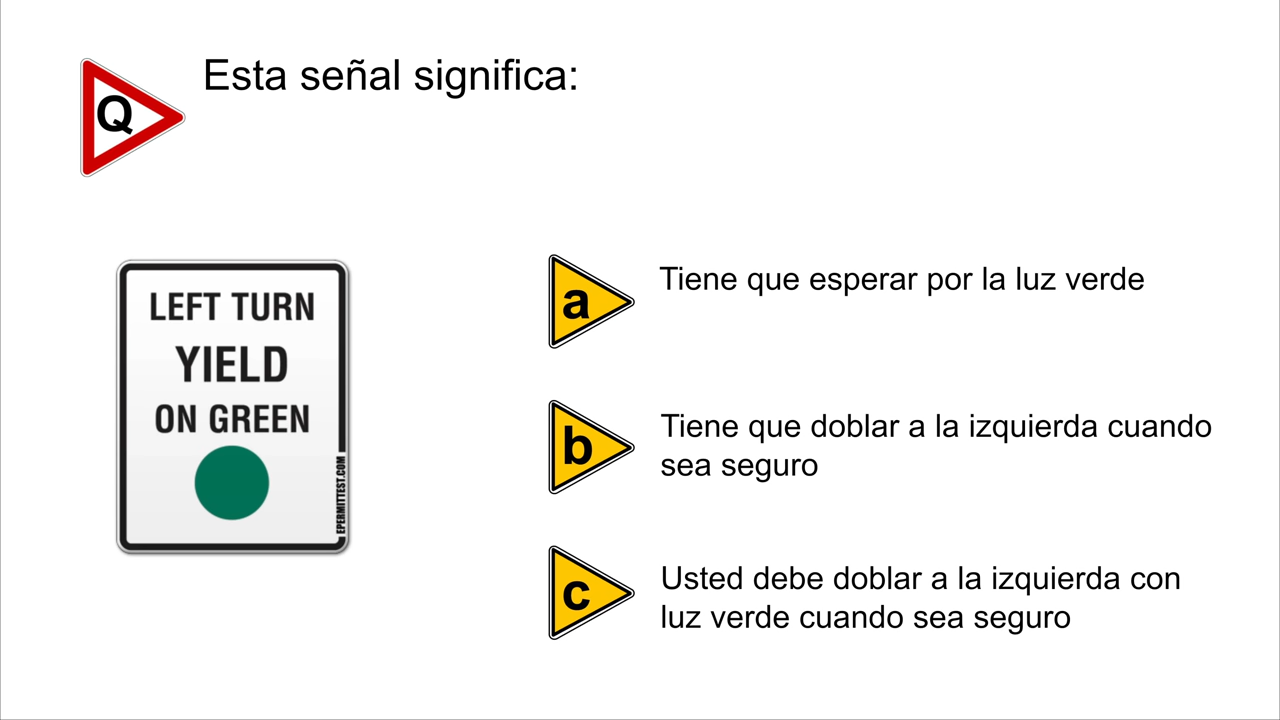 Q
Esta señal significa:
LEFT TURN
YIELD
ON GREEN
EPERMITTEST.COM
a
Tiene que esperar por la luz verde
b
Tiene que doblar a la izquierda cuando
sea seguro
c
Usted debe doblar a la izquierda con
luz verde cuando sea seguro